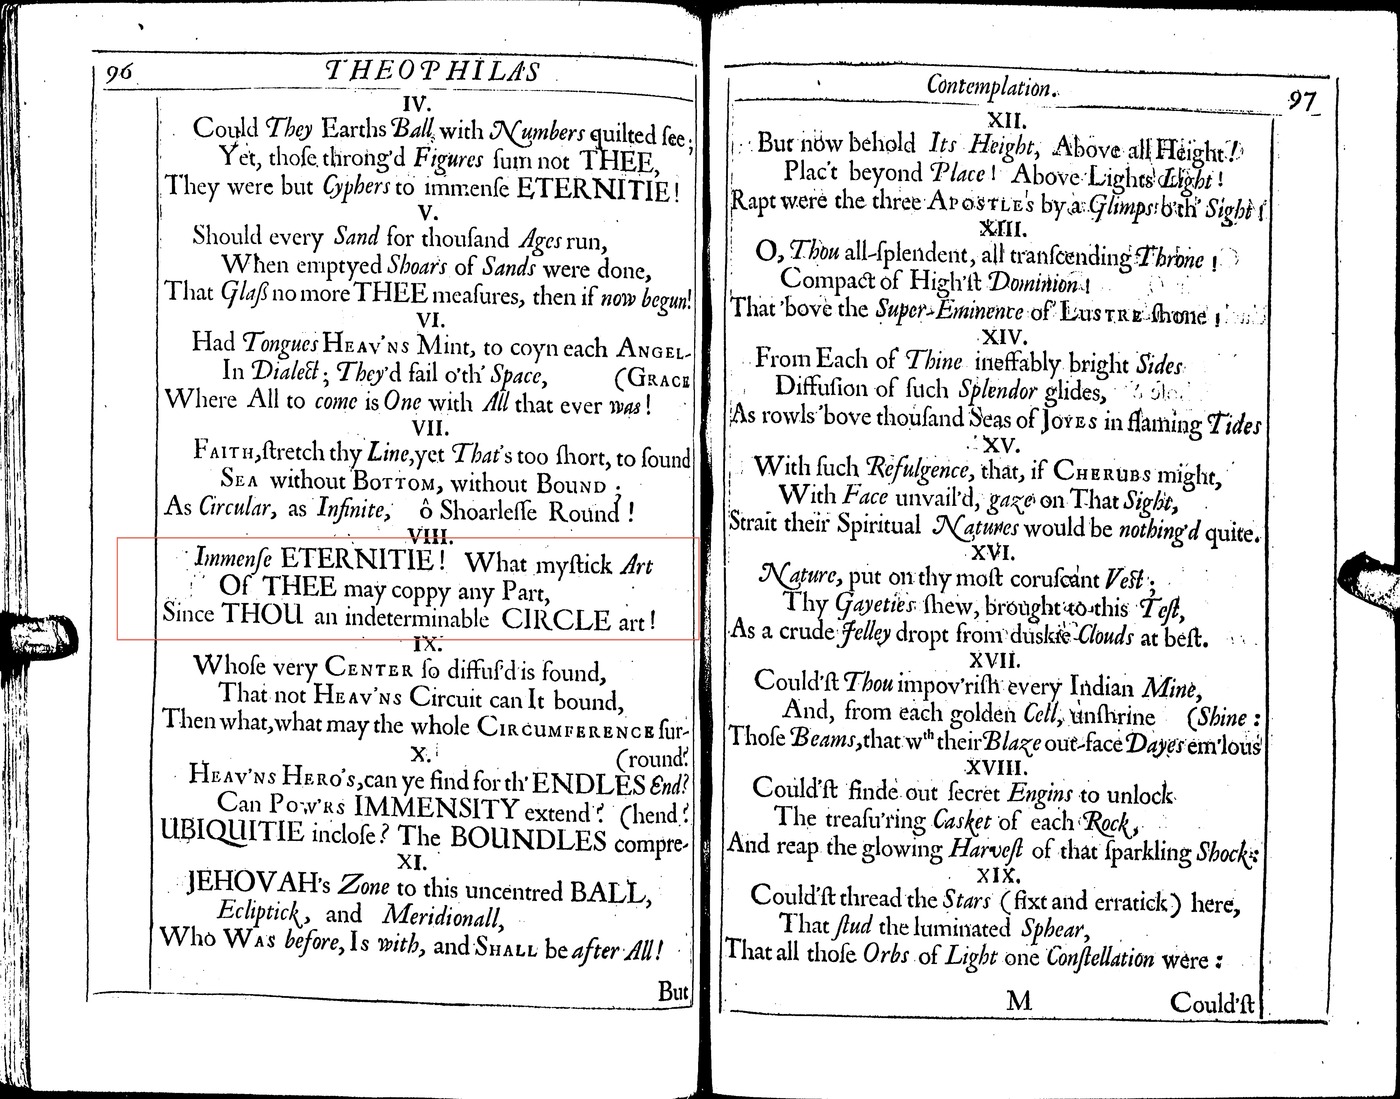 96 THEOPHILAS
IV.
Could They Earths Ball, with Numbers quilted ſee;
Yet, thoſe throng'd Figures ſum not THEE,
They were but Cyphers to immenſe ETERNITIE!
V.
Should every Sand for thouſand Ages run,
When emptyed Shoars of Sands were done,
That Glaß no more THEE meaſures, then if now begun!
VI.
Had Tongues HEAV'NS Mint, to coyn each ANGEL-
In Dialect; They'd fail o'th' Space, (GRACE
Where All to come is One with All that ever was!
VII.
FAITH, ſtretch thy Line, yet That's too ſhort, to ſound
SEA without BOTTOM, without BOUND;
As Circular, as Infinite, ô Shoarleſſe Round!
VIII.
Immenſe ETERNITIE! What myſtick Art
Of THEE may coppy any Part,
Since THOU an indeterminable CIRCLE art!
IX.
Whoſe very CENTER ſo diffuſ'd is found,
That not HEAV'NS Circuit can It bound,
Then what, what may the whole CIRCUMFERENCE ſur-
X. (round?
HEAV'NS HERO's, can ye find for th' ENDLES End?
Can POW'RS IMMENSITY extend? (hend?
UBIQUITIE incloſe? The BOUNDLES compre-
XI.
JEHOVAH's Zone to this uncentred BALL,
Ecliptick, and Meridionall,
Who WAS before, Is with, and SHALL be after All!
But
Contemplation. 97
XII.
But now behold Its Height, Above all Height!
Plac't beyond Place! Above Lights Light!
Rapt were the three APOSTLES by a Glimps b'th' Sight!
XIII.
O, Thou all-ſplendent, all tranſcending Throne!
Compact of High'ſt Dominion!
That 'bove the Super-Eminence of LUSTRE ſhone!
XIV.
From Each of Thine ineffably bright Sides
Diffuſion of ſuch Splendor glides,
As rowls 'bove thouſand Seas of JOYES in flaming Tides
XV.
With ſuch Refulgence, that, if CHERUBS might,
With Face unvail'd, gaze on That Sight,
Strait their Spiritual Natures would be nothing'd quite.
XVI.
Nature, put on thy moſt coruſcant Veſt;
Thy Gayeties ſhew, brought to this Teſt,
As a crude Jelley dropt from duskie Clouds at beſt.
XVII.
Could'ſt Thou impov'riſh every Indian Mine,
And, from each golden Cell, unſhrine (Shine:
Thoſe Beams, that wth their Blaze out-face Dayes em'lous
XVIII.
Could'ſt finde out ſecret Engins to unlock
The treaſu'ring Casket of each Rock,
And reap the glowing Harveſt of that ſparkling Shock:
XIX.
Could'ſt thread the Stars (fixt and erratick) here,
That ſtud the luminated Sphear,
That all thoſe Orbs of Light one Conſtellation were:
M Could'ſt